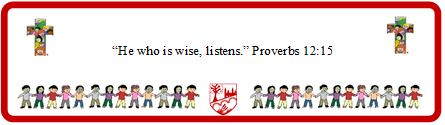 “He who is wise, listens.” Proverbs 12:15